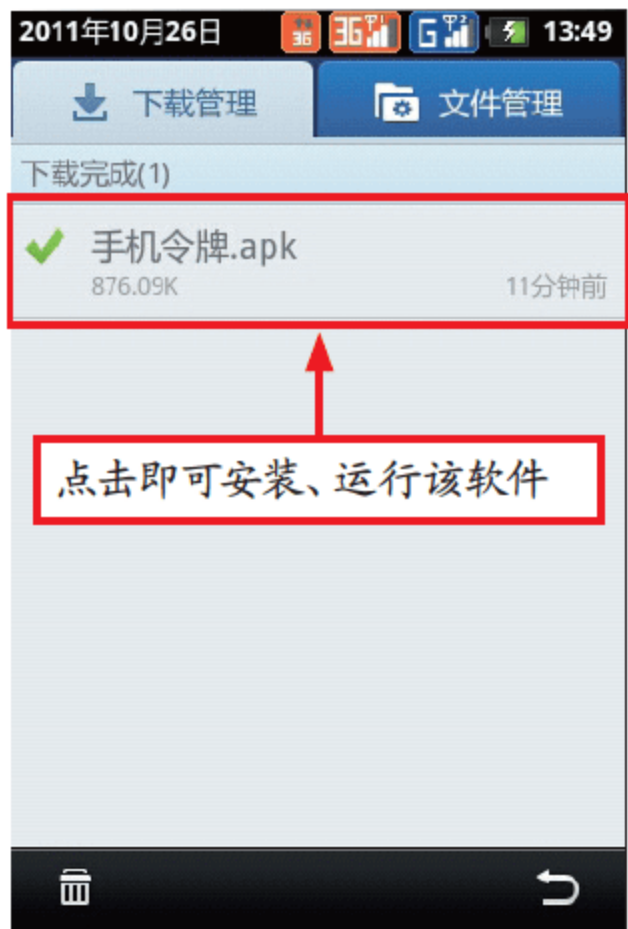 2011年10月26日 3G 3G G 13:49
下载管理 文件管理
下载完成(1)
手机令牌.apk
876.09K 11分钟前
点击即可安装、运行该软件